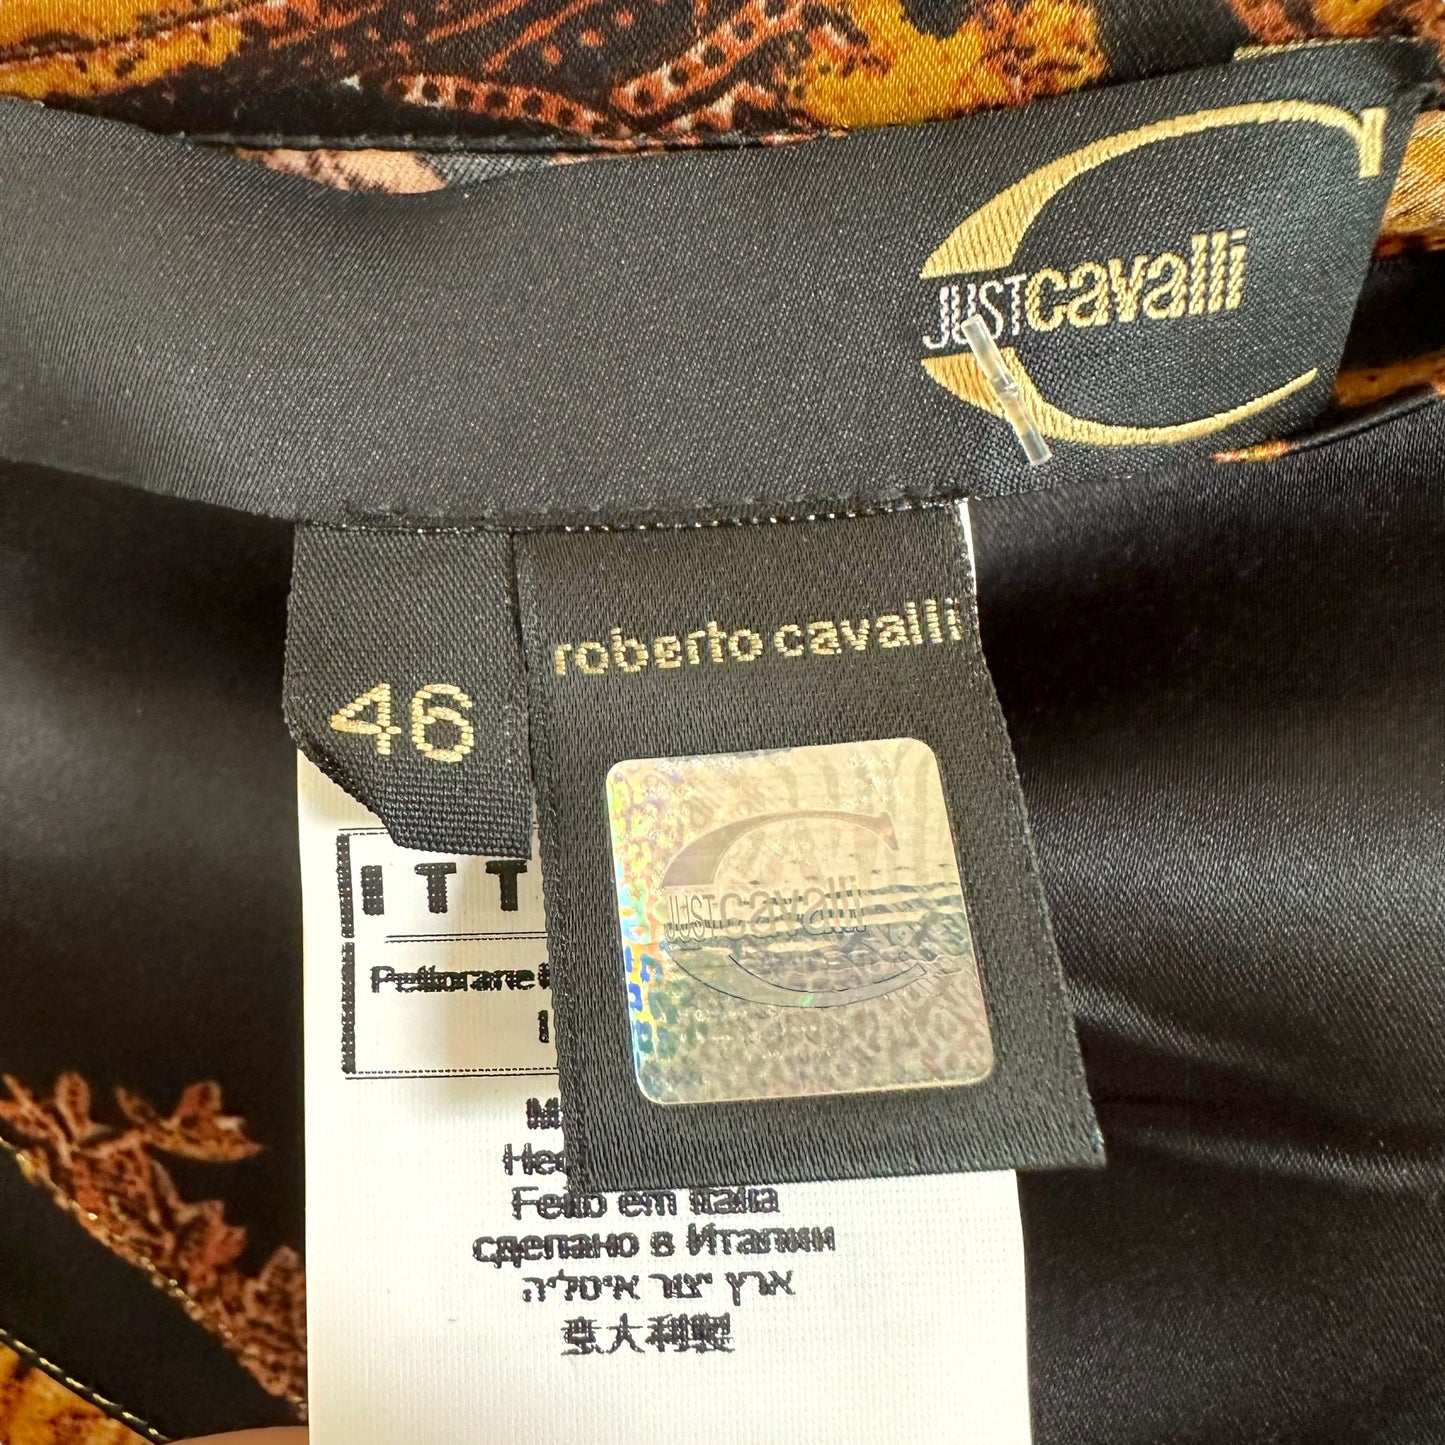 JUST cavalli
roberto cavalli
46
JUST cavalli
ITT
Feito em Italia
сделано в Италии
ארץ יצור איטליה
意大利製